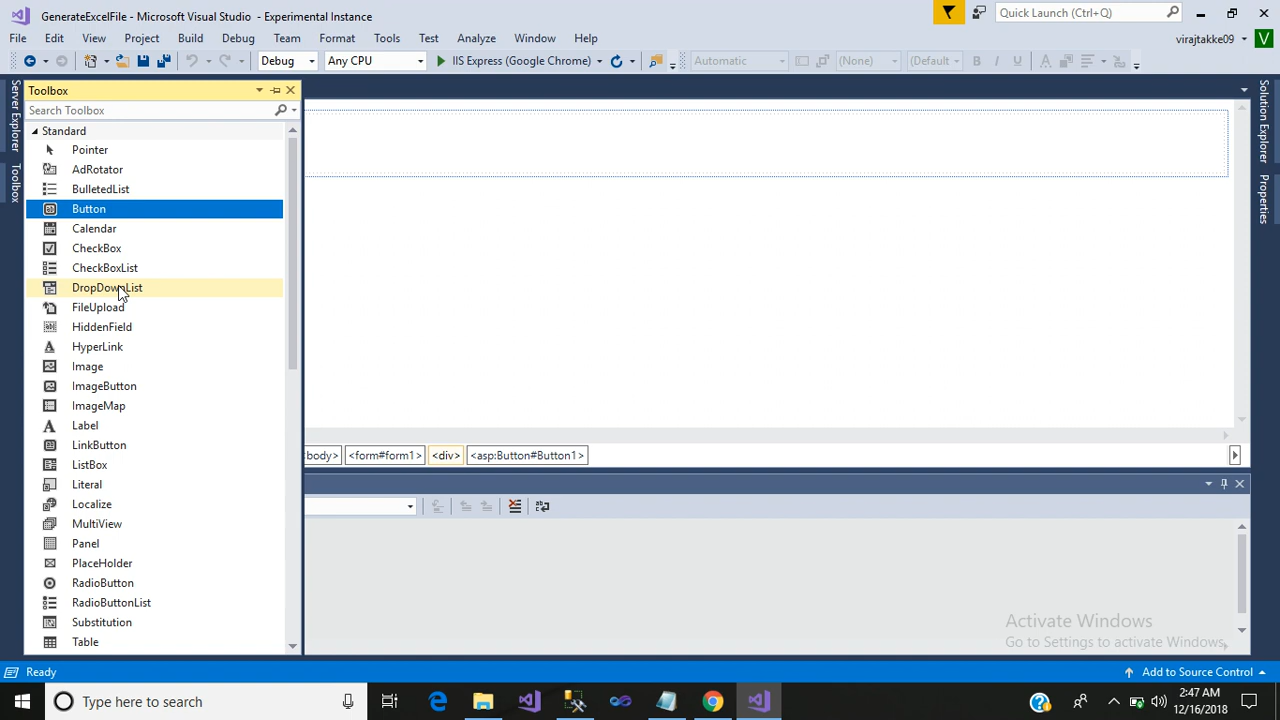 GenerateExcelFile - Microsoft Visual Studio - Experimental Instance
Quick Launch (Ctrl+Q)
File Edit View Project Build Debug Team Format Tools Test Analyze Window Help
virajtakke09 V
Debug Any CPU IIS Express (Google Chrome) Automatic (None) (Default B I U A
Server Explorer
Toolbox
Toolbox
Search Toolbox
Standard
Pointer
AdRotator
BulletedList
Button
Calendar
CheckBox
CheckBoxList
DropDownList
FileUpload
HiddenField
HyperLink
Image
ImageButton
ImageMap
Label
LinkButton
ListBox
Literal
Localize
MultiView
Panel
PlaceHolder
RadioButton
RadioButtonList
Substitution
Table
<body> <form#form1> <div> <asp:Button#Button1>
Solution Explorer
Properties
Activate Windows
Go to Settings to activate Windows.
Ready
Add to Source Control
Type here to search
2:47 AM
12/16/2018